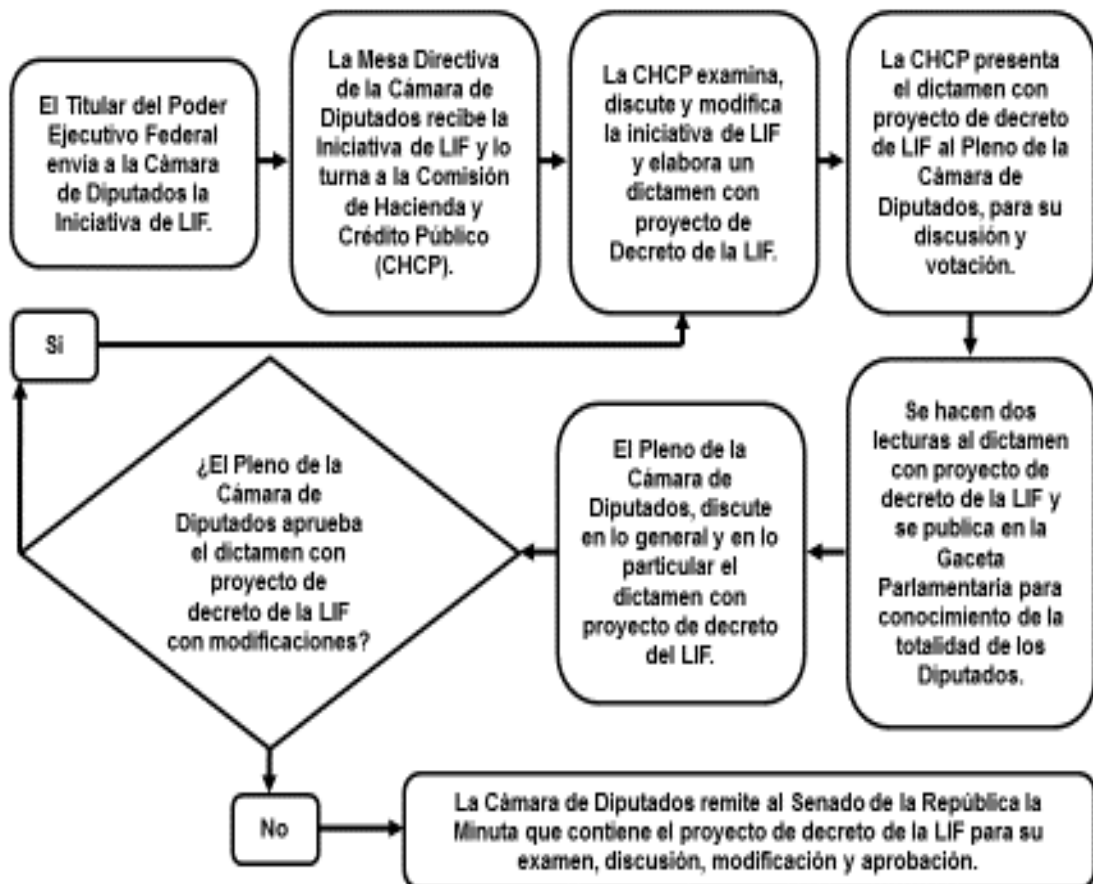 El Titular del Poder
Ejecutivo Federal
envia a la Cámara
de Diputados la
Iniciativa de LIF.
La Mesa Directiva
de la Cámara de
Diputados recibe la
Iniciativa de LIF y lo
turna a la Comisión
de Hacienda y
Crédito Público
(CHCP).
La CHCP examina,
discute y modifica
la iniciativa de LIF
y elabora un
dictamen con
proyecto de
Decreto de la LIF.
La CHCP presenta
el dictamen con
proyecto de decreto
de LIF al Pleno de la
Cámara de
Diputados, para su
discusión y
votación.
Se hacen dos
lecturas al dictamen
con proyecto de
decreto de la LIF y
se publica en la
Gaceta
Parlamentaria para
conocimiento de la
totalidad de los
Diputados.
El Pleno de la
Cámara de
Diputados, discute
en lo general y en lo
particular el
dictamen con
proyecto de decreto
del LIF.
¿El Pleno de la
Cámara de
Diputados aprueba
el dictamen con
proyecto de
decreto de la LIF
con modificaciones?
Si
No
La Cámara de Diputados remite al Senado de la República la
Minuta que contiene el proyecto de decreto de la LIF para su
examen, discusión, modificación y aprobación.